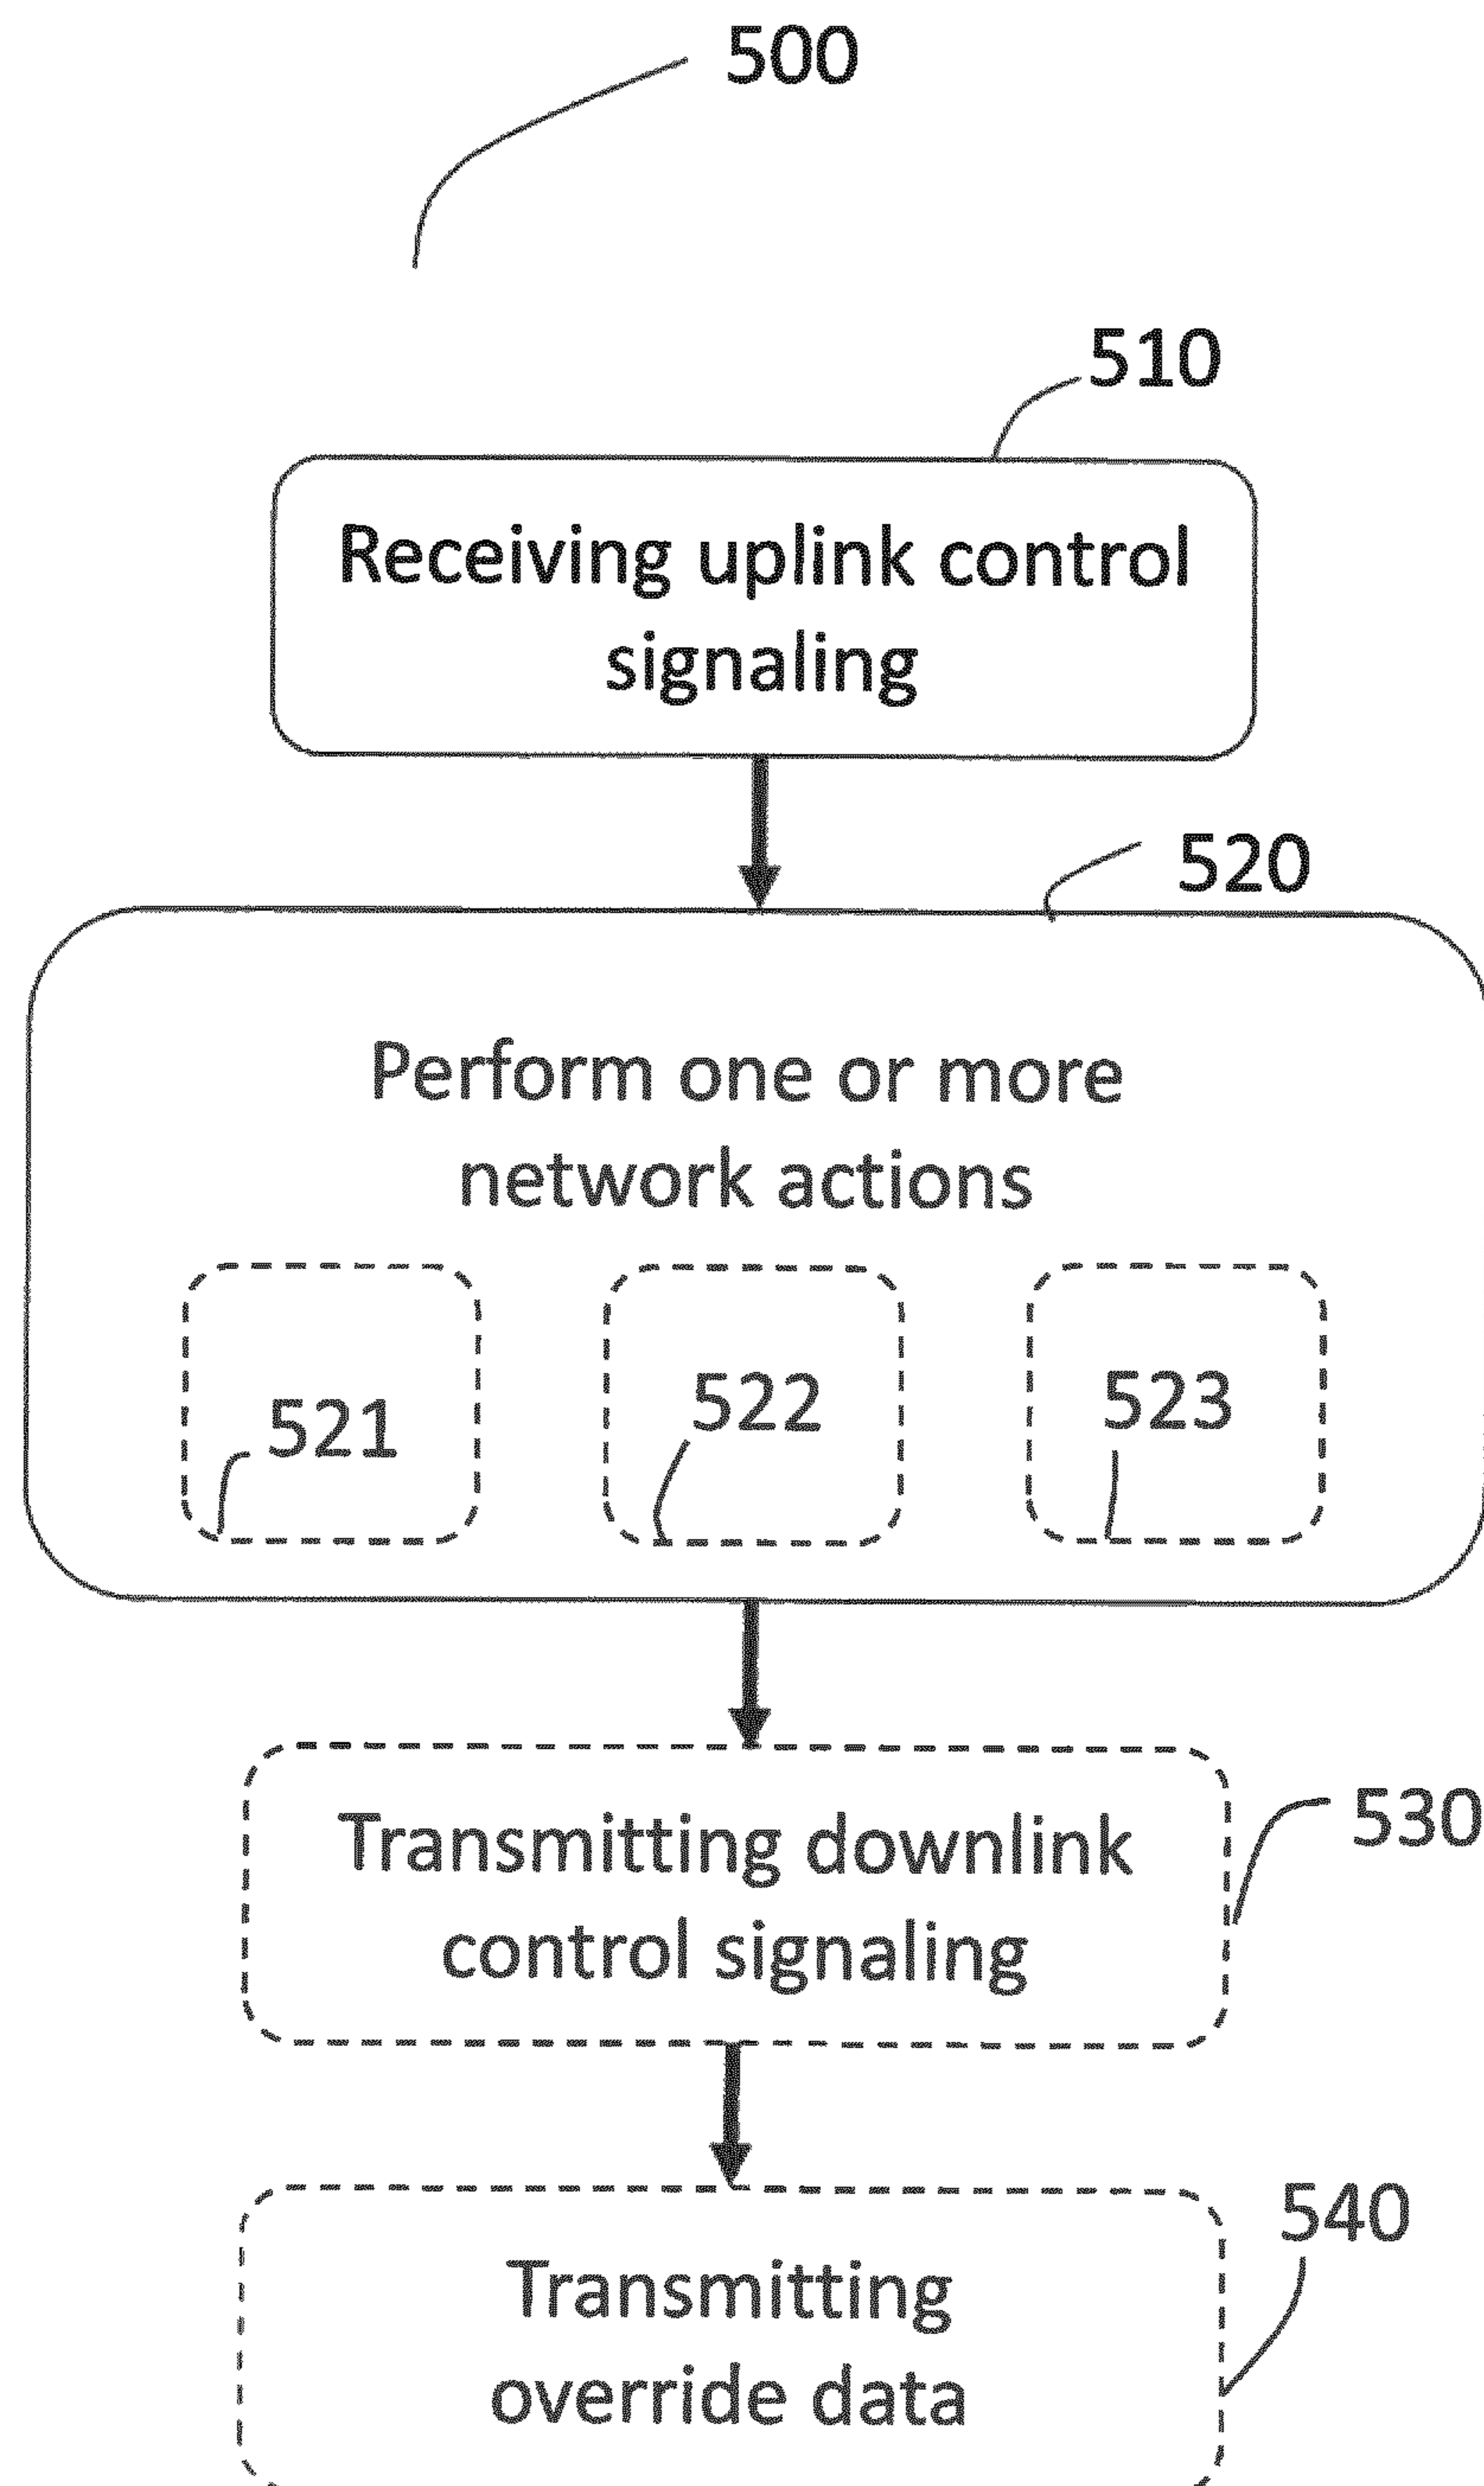 500
510
Receiving uplink control
signaling
520
Perform one or more
network actions
521
522
523
Transmitting downlink
control signaling
530
540
Transmitting
override data